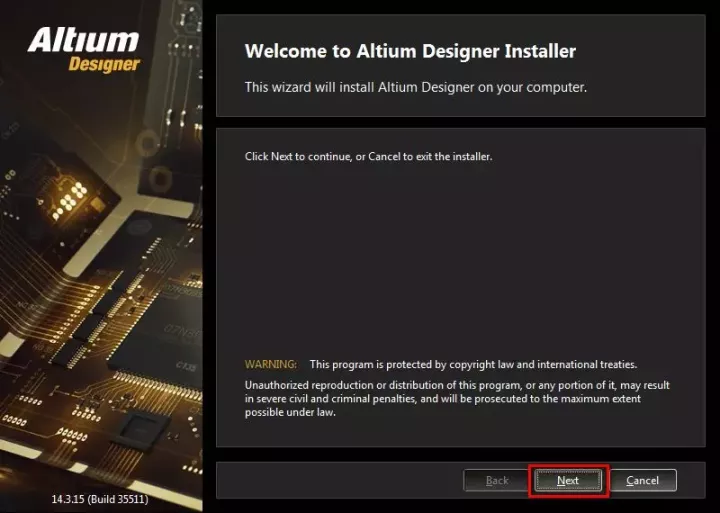 Altium
Designer
Welcome to Altium Designer Installer
This wizard will install Altium Designer on your computer.
Click Next to continue, or Cancel to exit the installer.
WARNING: This program is protected by copyright law and international treaties.
Unauthorized reproduction or distribution of this program, or any portion of it, may result
in severe civil and criminal penalties, and will be prosecuted to the maximum extent
possible under law.
Back Next Cancel
14.3.15 (Build 35511)